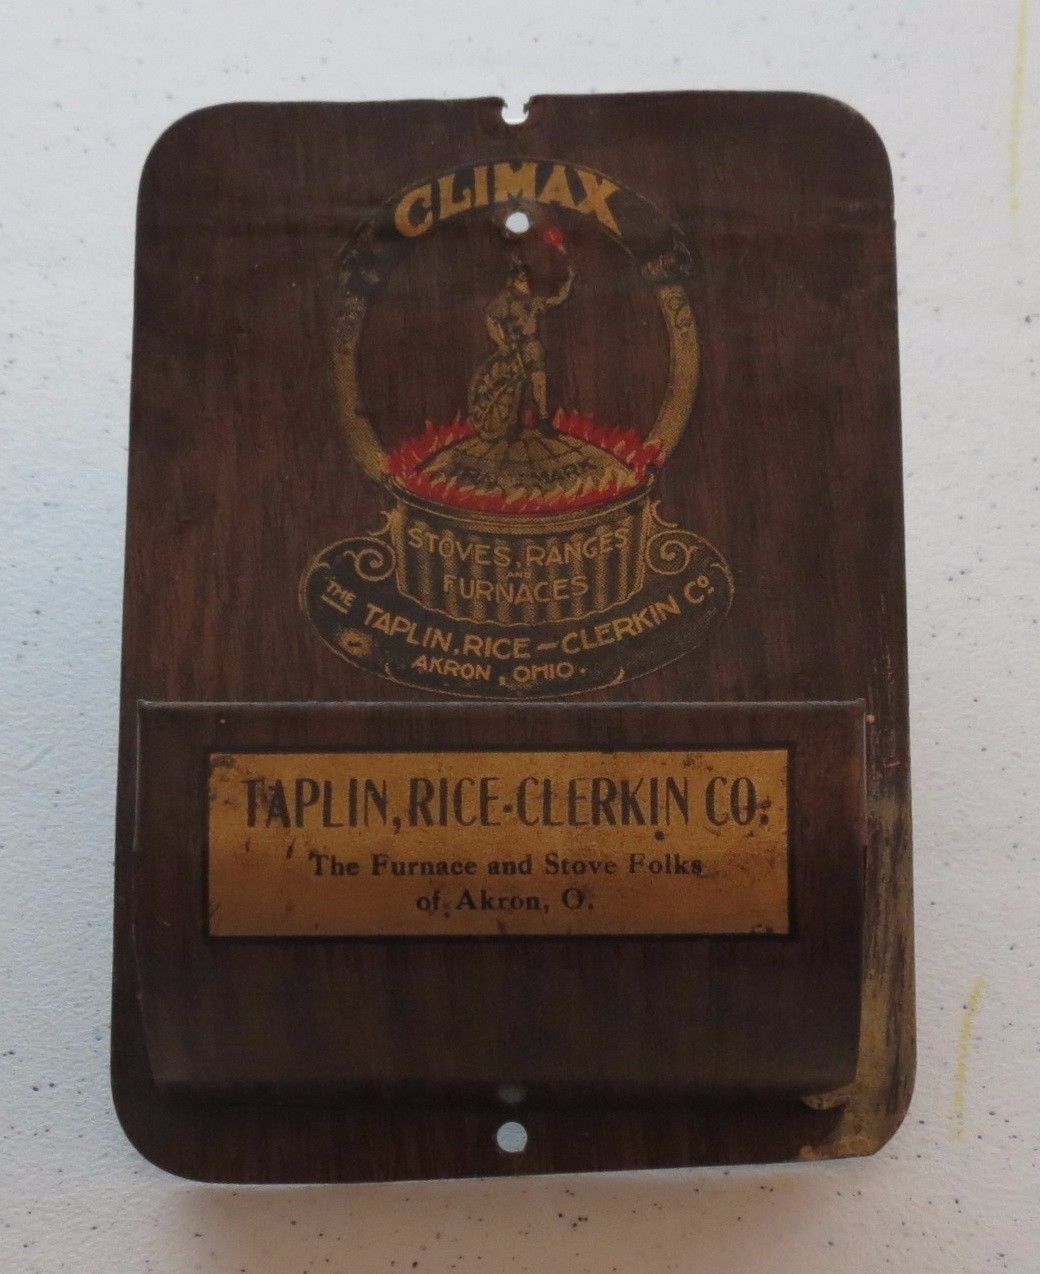 CLIMAX
TRADE MARK
STOVES, RANGES
AND
FURNACES
THE TAPLIN, RICE-CLERKIN Co.
AKRON, OHIO.
TAPLIN, RICE-CLERKIN CO.
The Furnace and Stove Folks
of Akron, O.